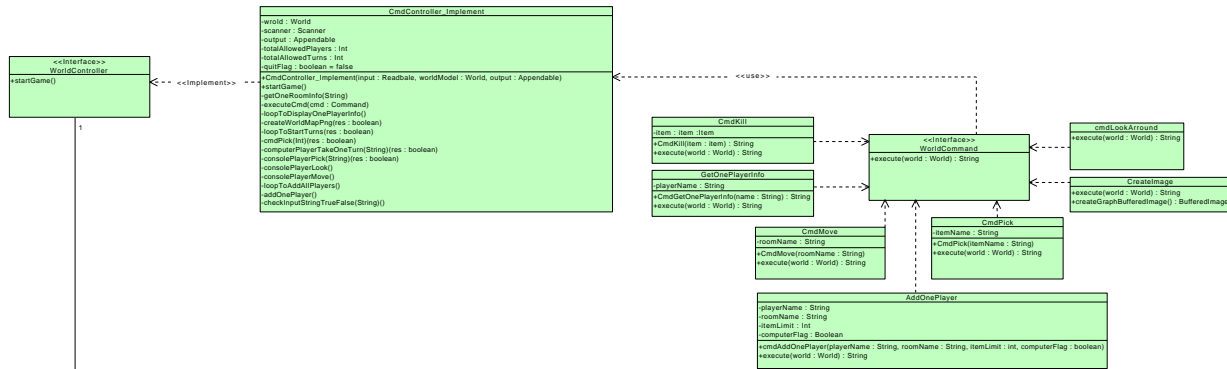 <<Interface>>
WorldController
+startGame()
1
<<Implement>>
CmdController_Implement
-wrold : World
-scanner : Scanner
-output : Appendable
-totalAllowedPlayers : Int
-totalAllowedTurns : Int
-quitFlag : boolean = false
+CmdController_Implement(input : Readbale, worldModel : World, output : Appendable)
+startGame()
-getOneRoomInfo(String)
-executeCmd(cmd : Command)
-loopToDisplayOnePlayerInfo()
-createWorldMapPng(res : boolean)
-loopToStartTurns(res : boolean)
-cmdPick(Int)(res : boolean)
-computerPlayerTakeOneTurn(String)(res : boolean)
-consolePlayerPick(String)(res : boolean)
-consolePlayerLook()
-consolePlayerMove()
-loopToAddAllPlayers()
-addOnePlayer()
-checkInputStringTrueFalse(String)()
<<use>>
CmdKill
-item : item :Item
+CmdKill(item : item) : String
+execute(world : World) : String
GetOnePlayerInfo
-playerName : String
+CmdGetOnePlayerInfo(name : String) : String
+execute(world : World) : String
<<Interface>>
WorldCommand
+execute(world : World) : String
cmdLookArround
+execute(world : World) : String
CreateImage
+execute(world : World) : String
+createGraphBufferedImage() : BufferedImage
CmdMove
-roomName : String
+CmdMove(roomName : String)
+execute(world : World) : String
CmdPick
-itemName : String
+CmdPick(itemName : String)
+execute(world : World) : String
AddOnePlayer
-playerName : String
-roomName : String
-itemLimit : Int
-computerFlag : Boolean
+cmdAddOnePlayer(playerName : String, roomName : String, itemLimit : int, computerFlag : boolean)
+execute(world : World) : String